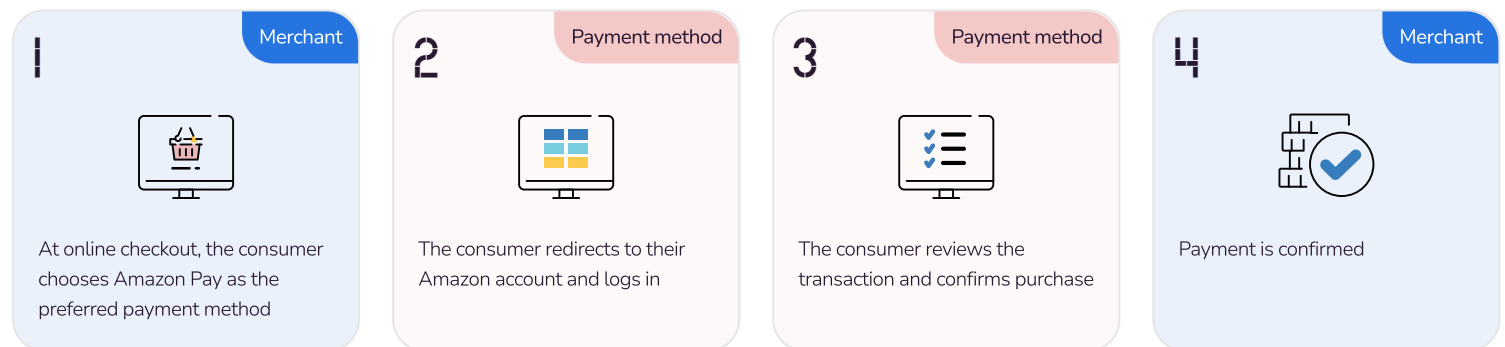 1
Merchant
At online checkout, the consumer
chooses Amazon Pay as the
preferred payment method
2
Payment method
The consumer redirects to their
Amazon account and logs in
3
Payment method
The consumer reviews the
transaction and confirms purchase
4
Merchant
Payment is confirmed